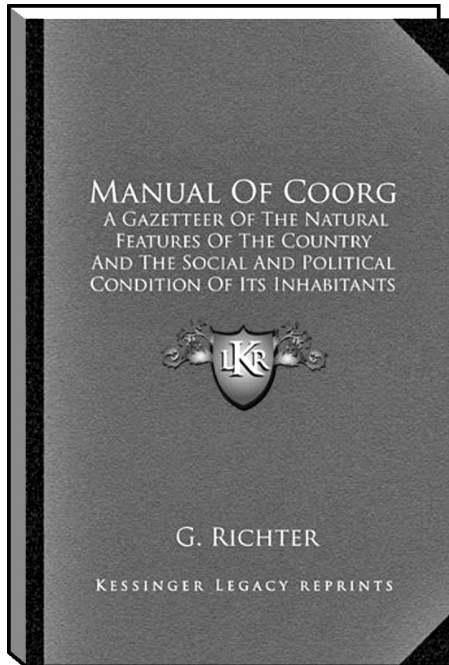 MANUAL OF COORG
A GAZETTEER OF THE NATURAL
FEATURES OF THE COUNTRY
AND THE SOCIAL AND POLITICAL
CONDITION OF ITS INHABITANTS
LKR
G. RICHTER
KESSINGER LEGACY REPRINTS